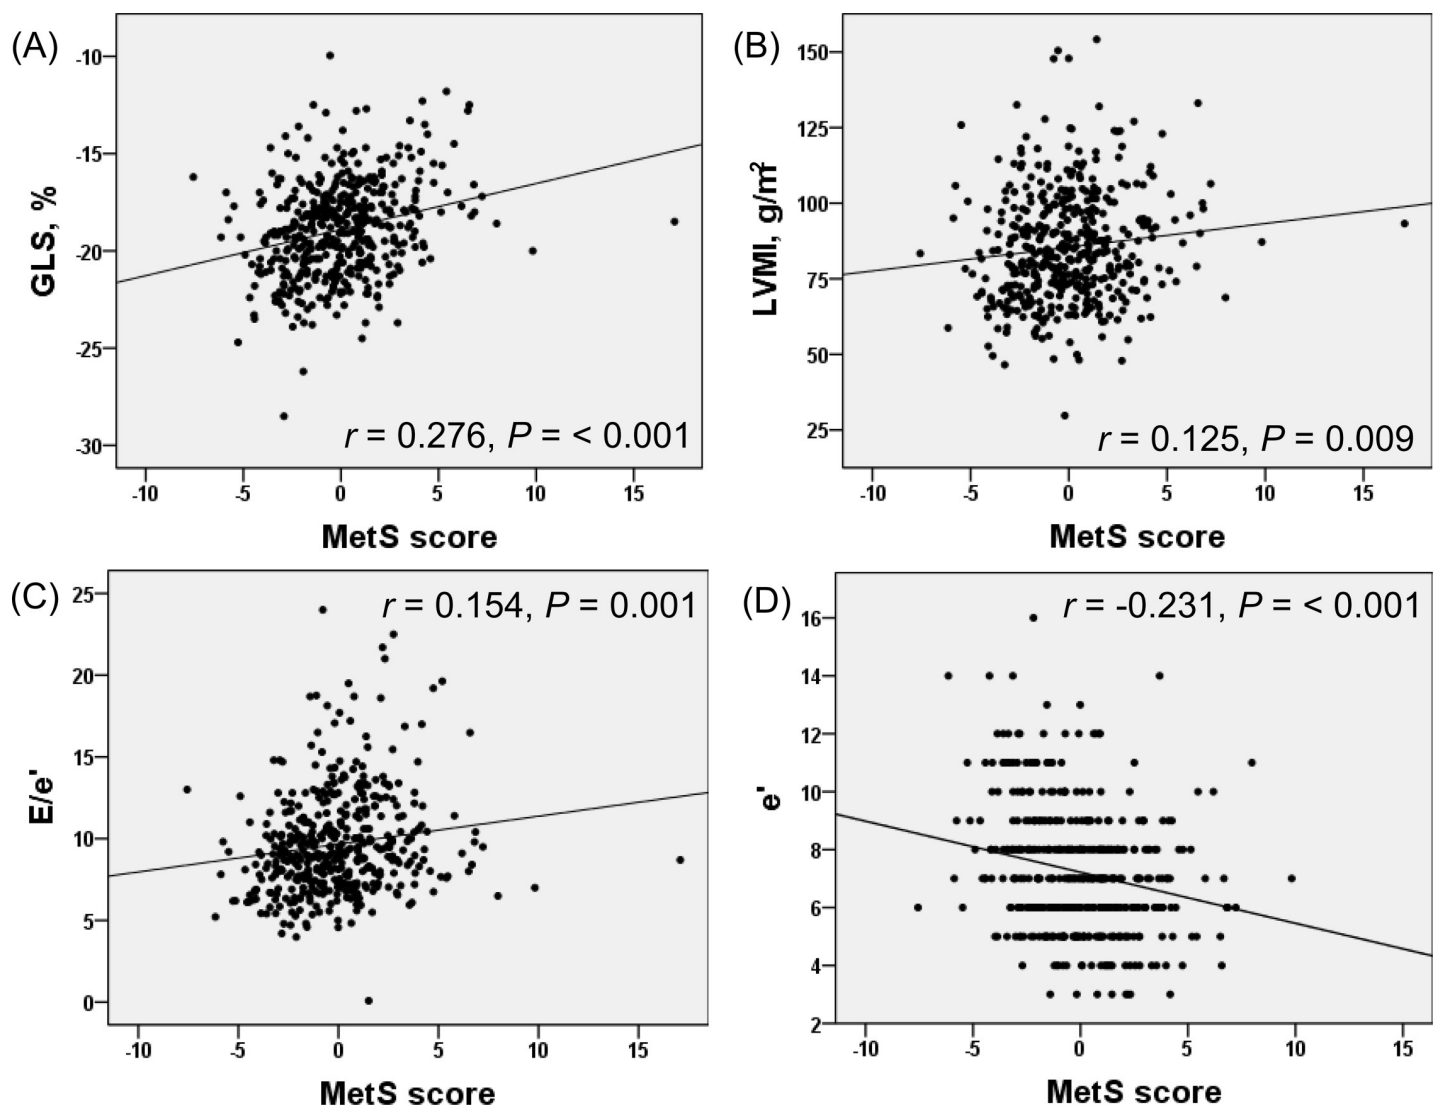 (A)
GLS, %
-10
-15
-20
-25
-30
r = 0.276, P = < 0.001
-10 -5 0 5 10 15
MetS score
(B)
LVMI, g/m²
150
125
100
75
50
25
r = 0.125, P = 0.009
-10 -5 0 5 10 15
MetS score
(C)
E/e'
25
20
15
10
5
0
r = 0.154, P = 0.001
-10 -5 0 5 10 15
MetS score
(D)
e'
16
14
12
10
8
6
4
2
r = -0.231, P = < 0.001
-10 -5 0 5 10 15
MetS score